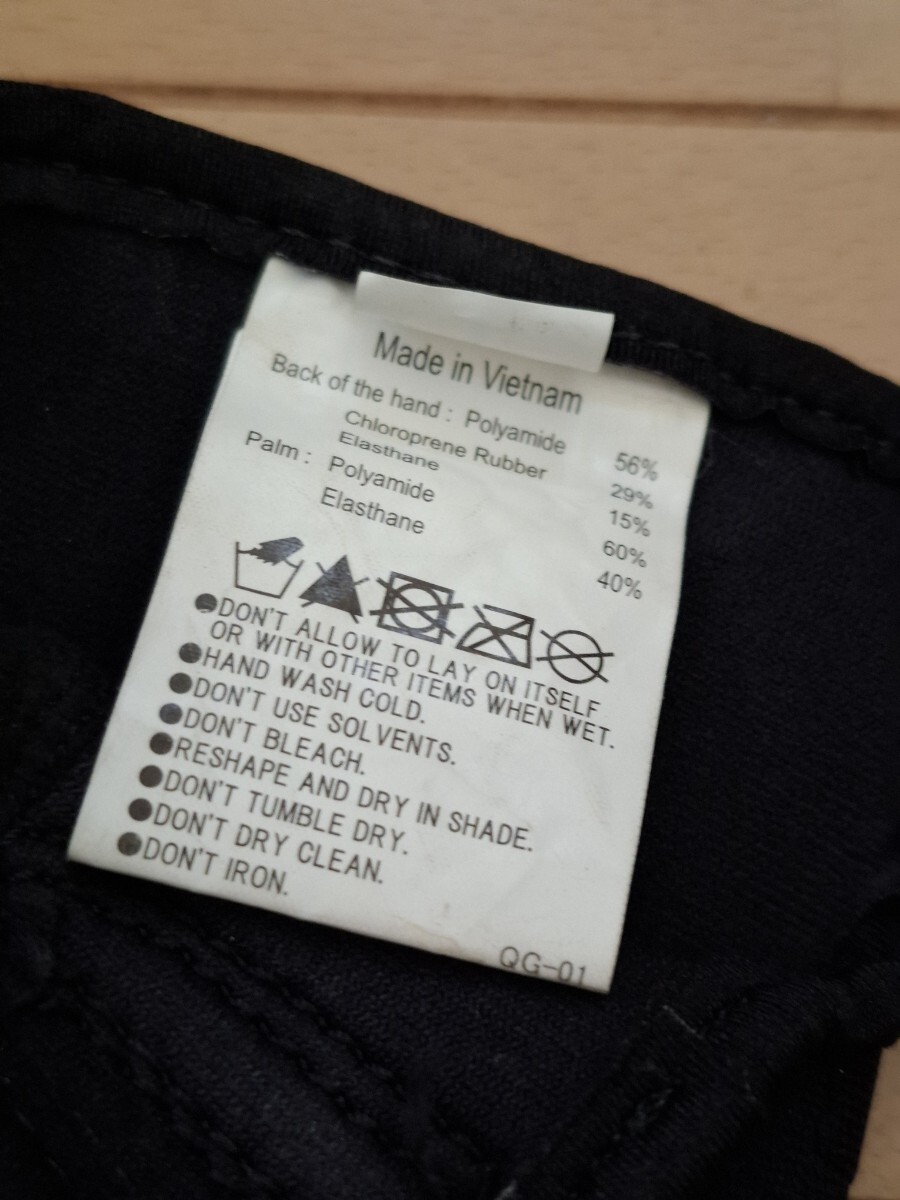 Made in Vietnam
Back of the hand : Polyamide 56%
Chloroprene Rubber 29%
Elasthane 15%
Palm : Polyamide 60%
Elasthane 40%
●DON'T ALLOW TO LAY ON ITSELF
OR WITH OTHER ITEMS WHEN WET.
●HAND WASH COLD.
●DON'T USE SOLVENTS.
●DON'T BLEACH.
●RESHAPE AND DRY IN SHADE.
●DON'T TUMBLE DRY.
●DON'T DRY CLEAN.
●DON'T IRON.
QG-01